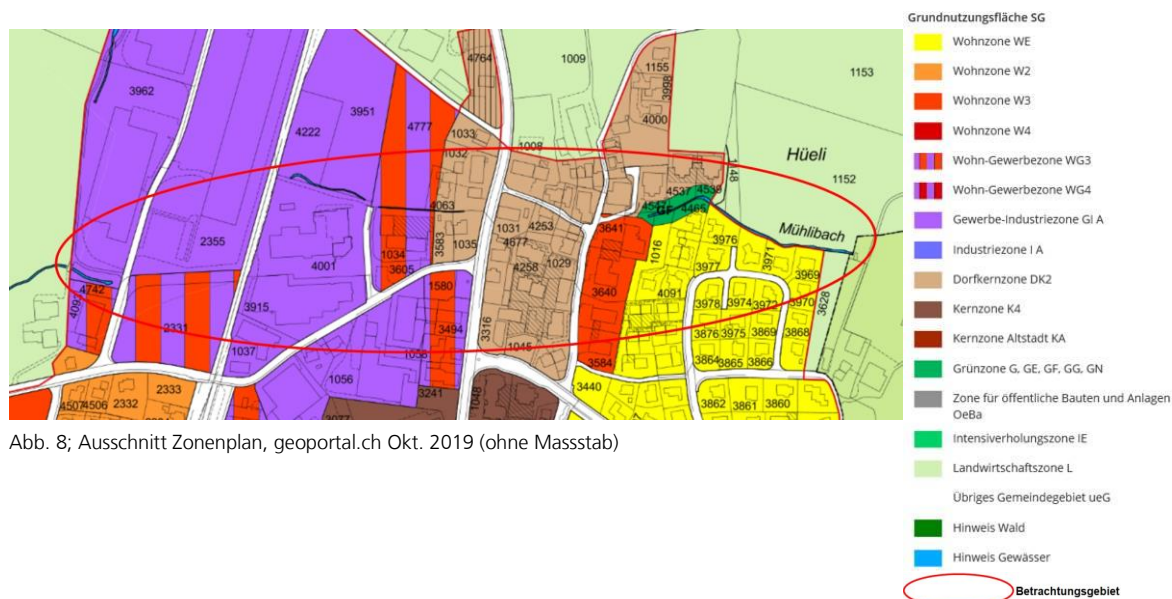 4764
1009
1155
3998
1153
3962
3951
4222
4777
1033
1032
1008
4000
Hüeli
1152
1448
4537 4539
GF
Mühlibach
4063
1031 4253
3641
3583
1035
4677
1016
3976
3971
2355
4001
1034
3605
4258
1029
3977
3969
4742
1580
3640
4091
3978
3974
3972
3970
3628
3915
2331
3494
3316
3876 3975 3869 3868
1037
1045
3584
3864
3865
3866
1056
3440
4507 4506
2332
2333
3241
1048
3862
3861
3860
Abb. 8; Ausschnitt Zonenplan, geoportal.ch Okt. 2019 (ohne Massstab)
Grundnutzungsfläche SG
Wohnzone WE
Wohnzone W2
Wohnzone W3
Wohnzone W4
Wohn-Gewerbezone WG3
Wohn-Gewerbezone WG4
Gewerbe-Industriezone GI A
Industriezone I A
Dorfkernzone DK2
Kernzone K4
Kernzone Altstadt KA
Grünzone G, GE, GF, GG, GN
Zone für öffentliche Bauten und Anlagen
OeBa
Intensiverholungszone IE
Landwirtschaftszone L
Übriges Gemeindegebiet ueG
Hinweis Wald
Hinweis Gewässer
Betrachtungsgebiet